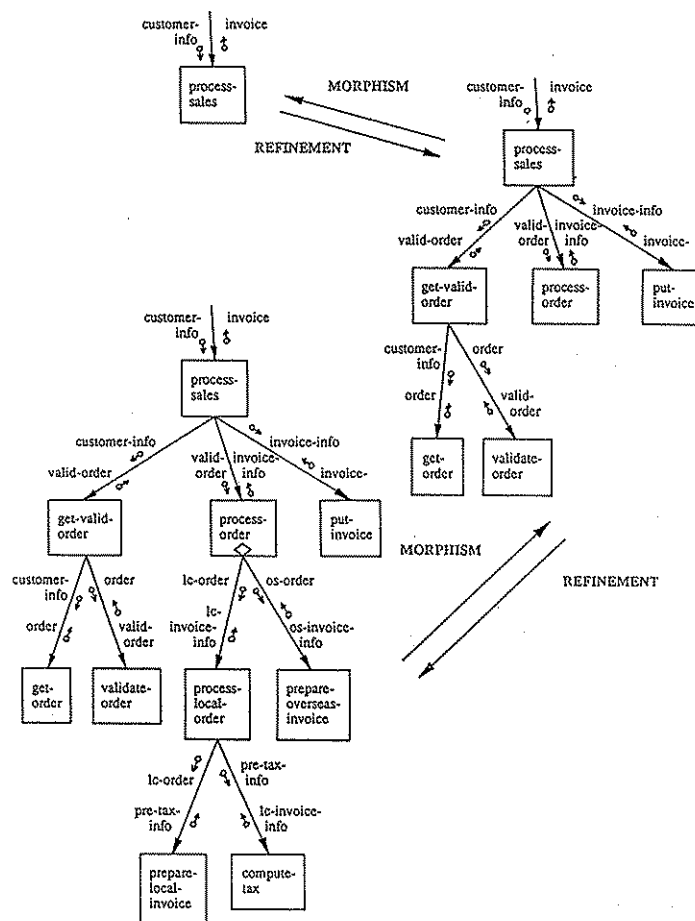 customer-
info
invoice
process-
sales
MORPHISM
REFINEMENT
customer-
info
invoice
process-
sales
customer-info
valid-order
valid-
order
invoice-
info
invoice-info
invoice-
get-valid-
order
process-
order
put-
invoice
customer-
info
order
order
valid-
order
get-
order
validate-
order
MORPHISM
REFINEMENT
customer-
info
invoice
process-
sales
customer-info
valid-order
valid-
order
invoice-
info
invoice-info
invoice-
get-valid-
order
process-
order
put-
invoice
customer-
info
order
order
valid-
order
lc-order
lc-
invoice-
info
os-order
os-invoice-
info
get-
order
validate-
order
process-
local-
order
prepare-
overseas-
invoice
lc-order
pre-tax-
info
pre-tax-
info
lc-invoice-
info
prepare-
local-
invoice
compute-
tax